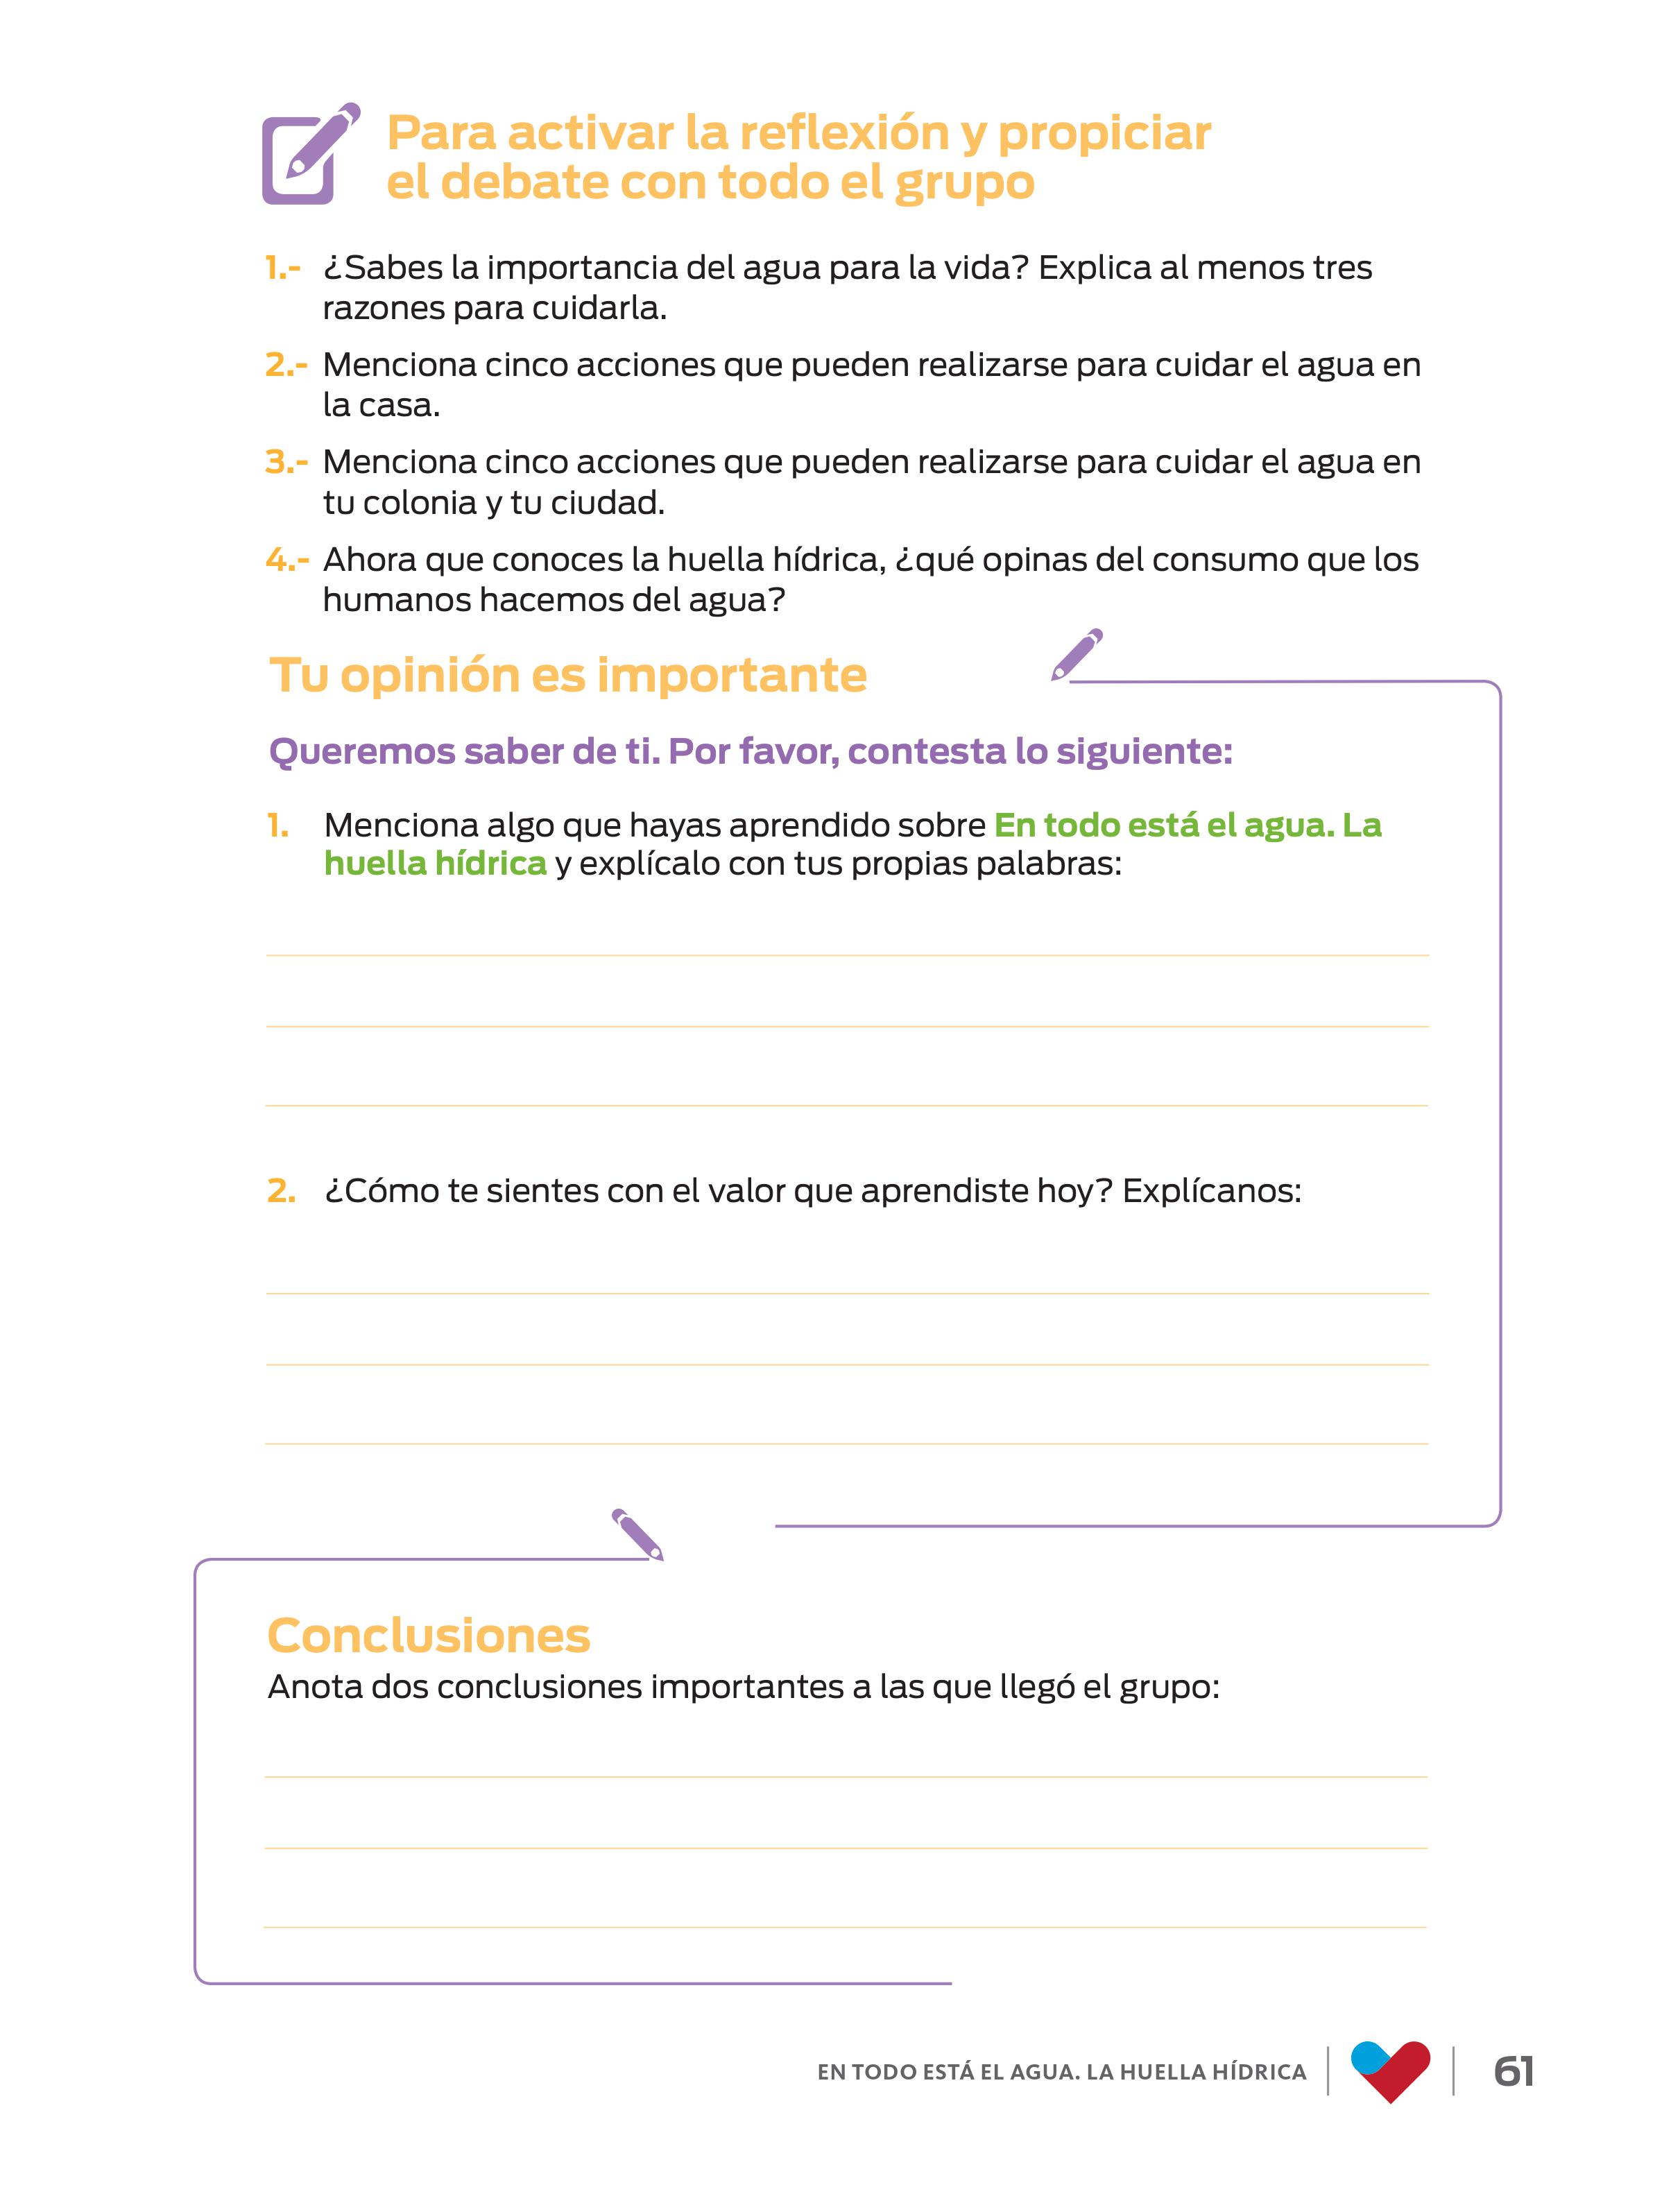 Para activar la reflexión y propiciar
el debate con todo el grupo
1.- ¿Sabes la importancia del agua para la vida? Explica al menos tres
razones para cuidarla.
2.- Menciona cinco acciones que pueden realizarse para cuidar el agua en
la casa.
3.- Menciona cinco acciones que pueden realizarse para cuidar el agua en
tu colonia y tu ciudad.
4.- Ahora que conoces la huella hídrica, ¿qué opinas del consumo que los
humanos hacemos del agua?
Tu opinión es importante
Queremos saber de ti. Por favor, contesta lo siguiente:
1. Menciona algo que hayas aprendido sobre En todo está el agua. La
huella hídrica y explícalo con tus propias palabras:
2. ¿Cómo te sientes con el valor que aprendiste hoy? Explícanos:
Conclusiones
Anota dos conclusiones importantes a las que llegó el grupo:
EN TODO ESTÁ EL AGUA. LA HUELLA HÍDRICA 61